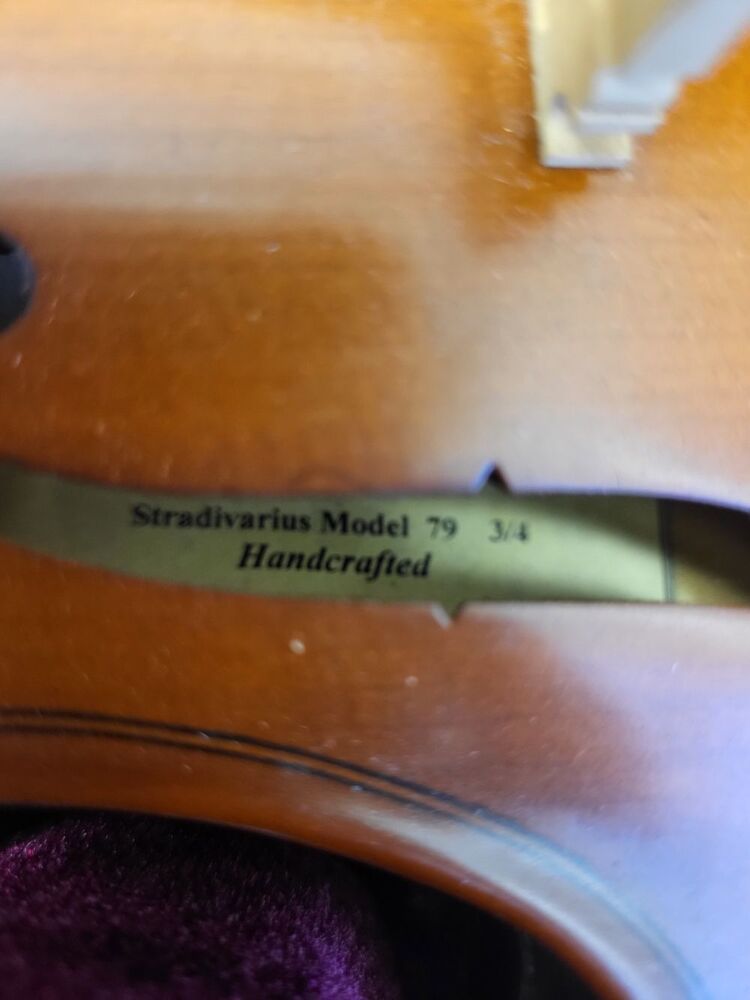 Stradivarius Model 79 3/4
Handcrafted